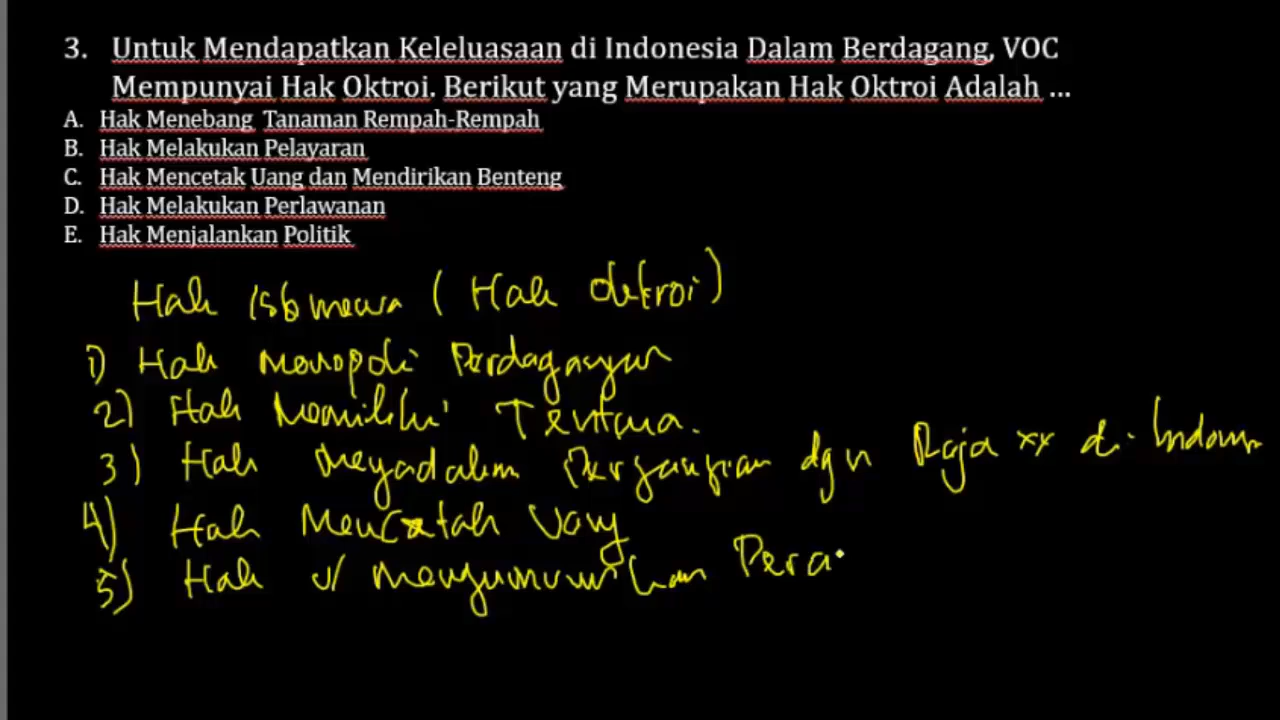 3. Untuk Mendapatkan Keleluasaan di Indonesia Dalam Berdagang, VOC
Mempunyai Hak Oktroi. Berikut yang Merupakan Hak Oktroi Adalah ...
A. Hak Menebang Tanaman Rempah-Rempah
B. Hak Melakukan Pelayaran
C. Hak Mencetak Uang dan Mendirikan Benteng
D. Hak Melakukan Perlawanan
E. Hak Menjalankan Politik
Hak istimewa (Hak oktroi)
1) Hak Monopoli Perdagangan
2) Hak Memiliki Tentara.
3) Hak Mengadakan Perjanjian dgn Raja xx di Indon
4) Hak Mencetak Uang
5) Hak u/ mengumumkan Pera